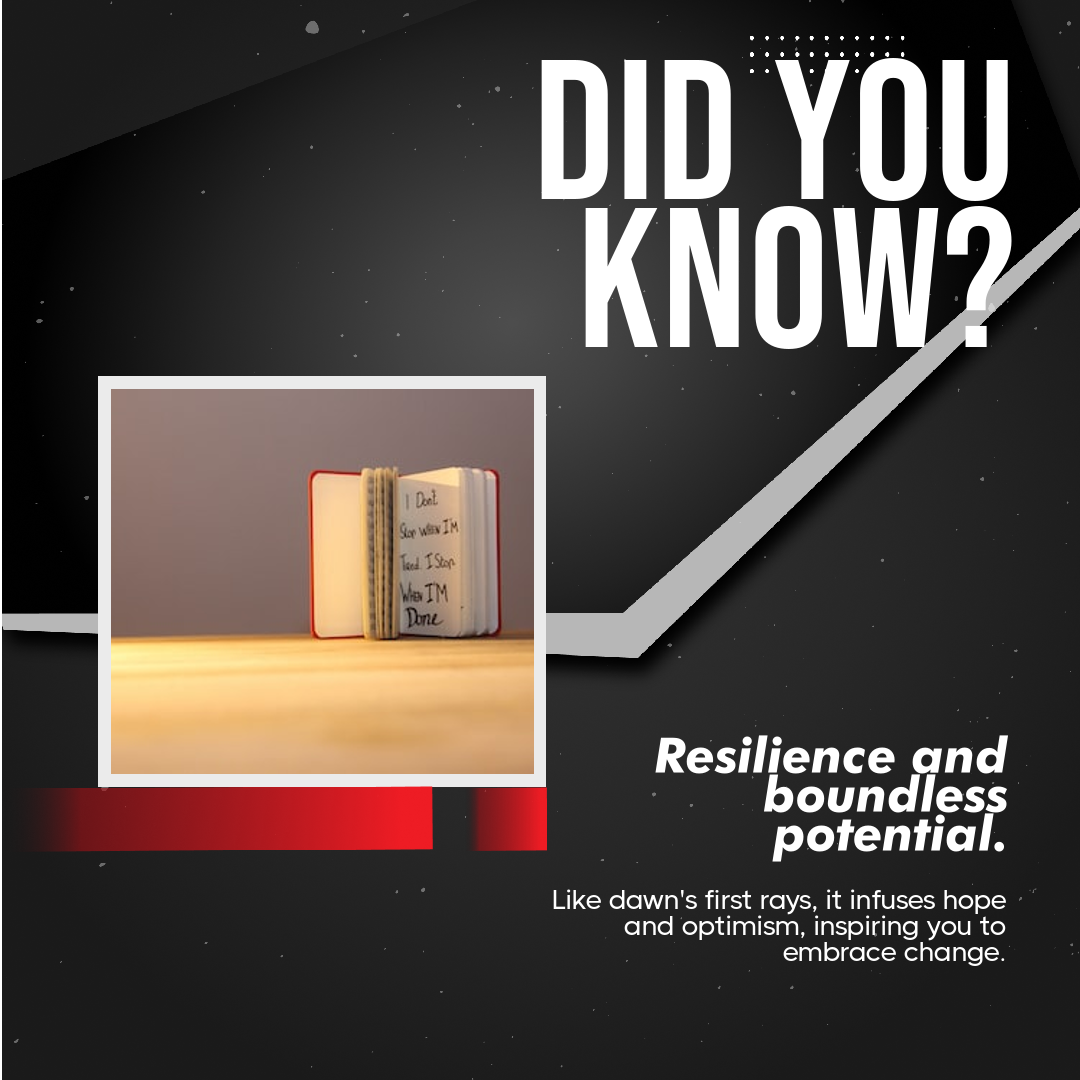 DID YOU
KNOW?
I Don't
Stop WHEN I'M
Tired. I Stop
WHEN I'M
Done
Resilience and
boundless
potential.
Like dawn's first rays, it infuses hope
and optimism, inspiring you to
embrace change.